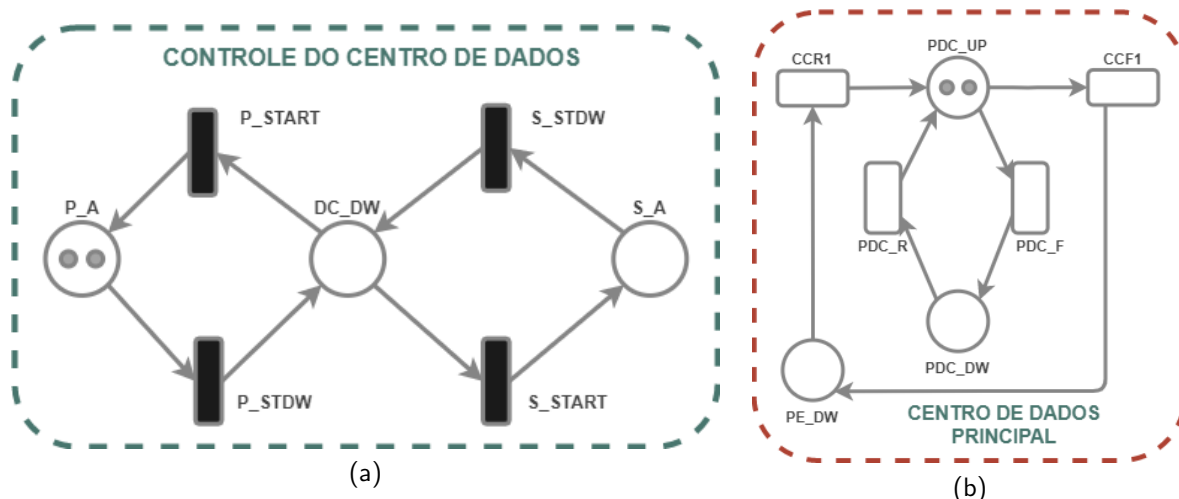 CONTROLE DO CENTRO DE DADOS
P_START
S_STDW
P_A
DC_DW
S_A
P_STDW
S_START
(a)
PDC_UP
CCR1
CCF1
PDC_R
PDC_F
PDC_DW
PE_DW
CENTRO DE DADOS
PRINCIPAL
(b)